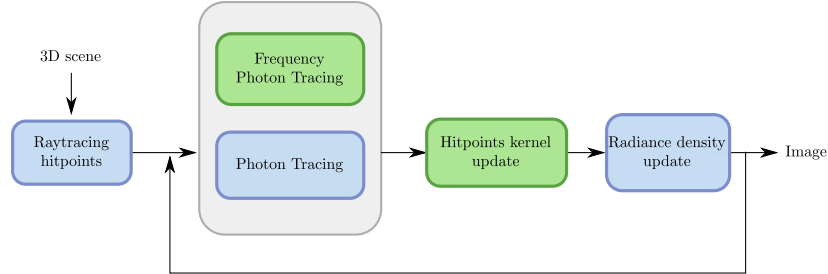 3D scene
Raytracing
hitpoints
Frequency
Photon Tracing
Photon Tracing
Hitpoints kernel
update
Radiance density
update
Image